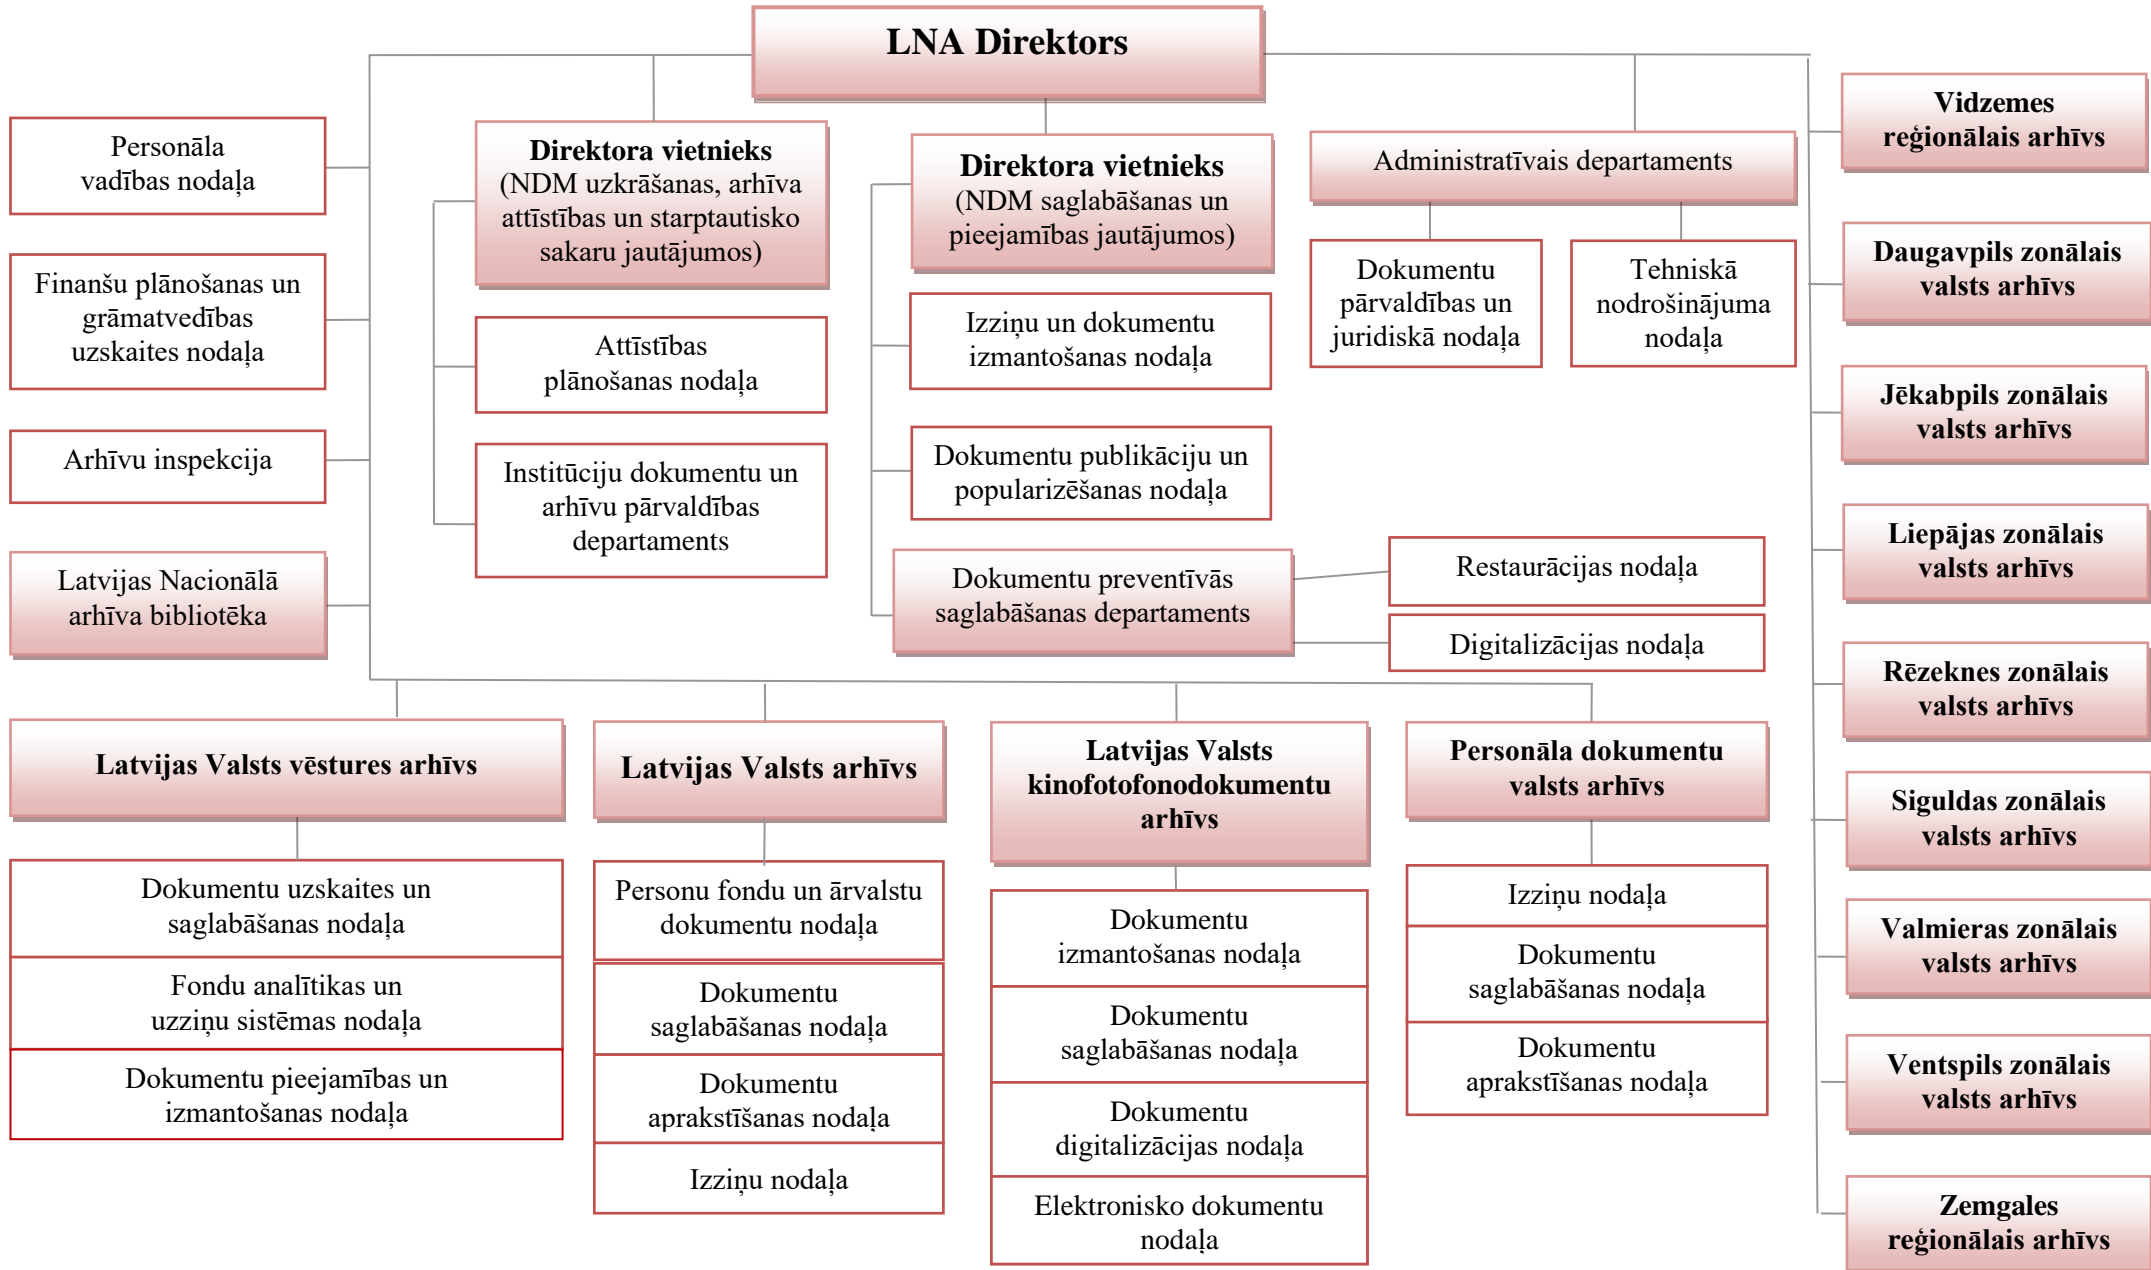 LNA Direktors
Personāla
vadības nodaļa
Finanšu plānošanas un
grāmatvedības
uzskaites nodaļa
Arhīvu inspekcija
Latvijas Nacionālā
arhīva bibliotēka
Direktora vietnieks
(NDM uzkrāšanas, arhīva
attīstības un starptautisko
sakaru jautājumos)
Attīstības
plānošanas nodaļa
Institūciju dokumentu un
arhīvu pārvaldības
departaments
Direktora vietnieks
(NDM saglabāšanas un
pieejamības jautājumos)
Izziņu un dokumentu
izmantošanas nodaļa
Dokumentu publikāciju un
popularizēšanas nodaļa
Dokumentu preventīvās
saglabāšanas departaments
Restaurācijas nodaļa
Digitalizācijas nodaļa
Administratīvais departaments
Dokumentu
pārvaldības un
juridiskā nodaļa
Tehniskā
nodrošinājuma
nodaļa
Vidzemes
reģionālais arhīvs
Daugavpils zonālais
valsts arhīvs
Jēkabpils zonālais
valsts arhīvs
Liepājas zonālais
valsts arhīvs
Rēzeknes zonālais
valsts arhīvs
Siguldas zonālais
valsts arhīvs
Valmieras zonālais
valsts arhīvs
Ventspils zonālais
valsts arhīvs
Zemgales
reģionālais arhīvs
Latvijas Valsts vēstures arhīvs
Dokumentu uzskaites un
saglabāšanas nodaļa
Fondu analītikas un
uzziņu sistēmas nodaļa
Dokumentu pieejamības un
izmantošanas nodaļa
Latvijas Valsts arhīvs
Personu fondu un ārvalstu
dokumentu nodaļa
Dokumentu
saglabāšanas nodaļa
Dokumentu
aprakstīšanas nodaļa
Izziņu nodaļa
Latvijas Valsts
kinofotofonodokumentu
arhīvs
Dokumentu
izmantošanas nodaļa
Dokumentu
saglabāšanas nodaļa
Dokumentu
digitalizācijas nodaļa
Elektronisko dokumentu
nodaļa
Personāla dokumentu
valsts arhīvs
Izziņu nodaļa
Dokumentu
saglabāšanas nodaļa
Dokumentu
aprakstīšanas nodaļa